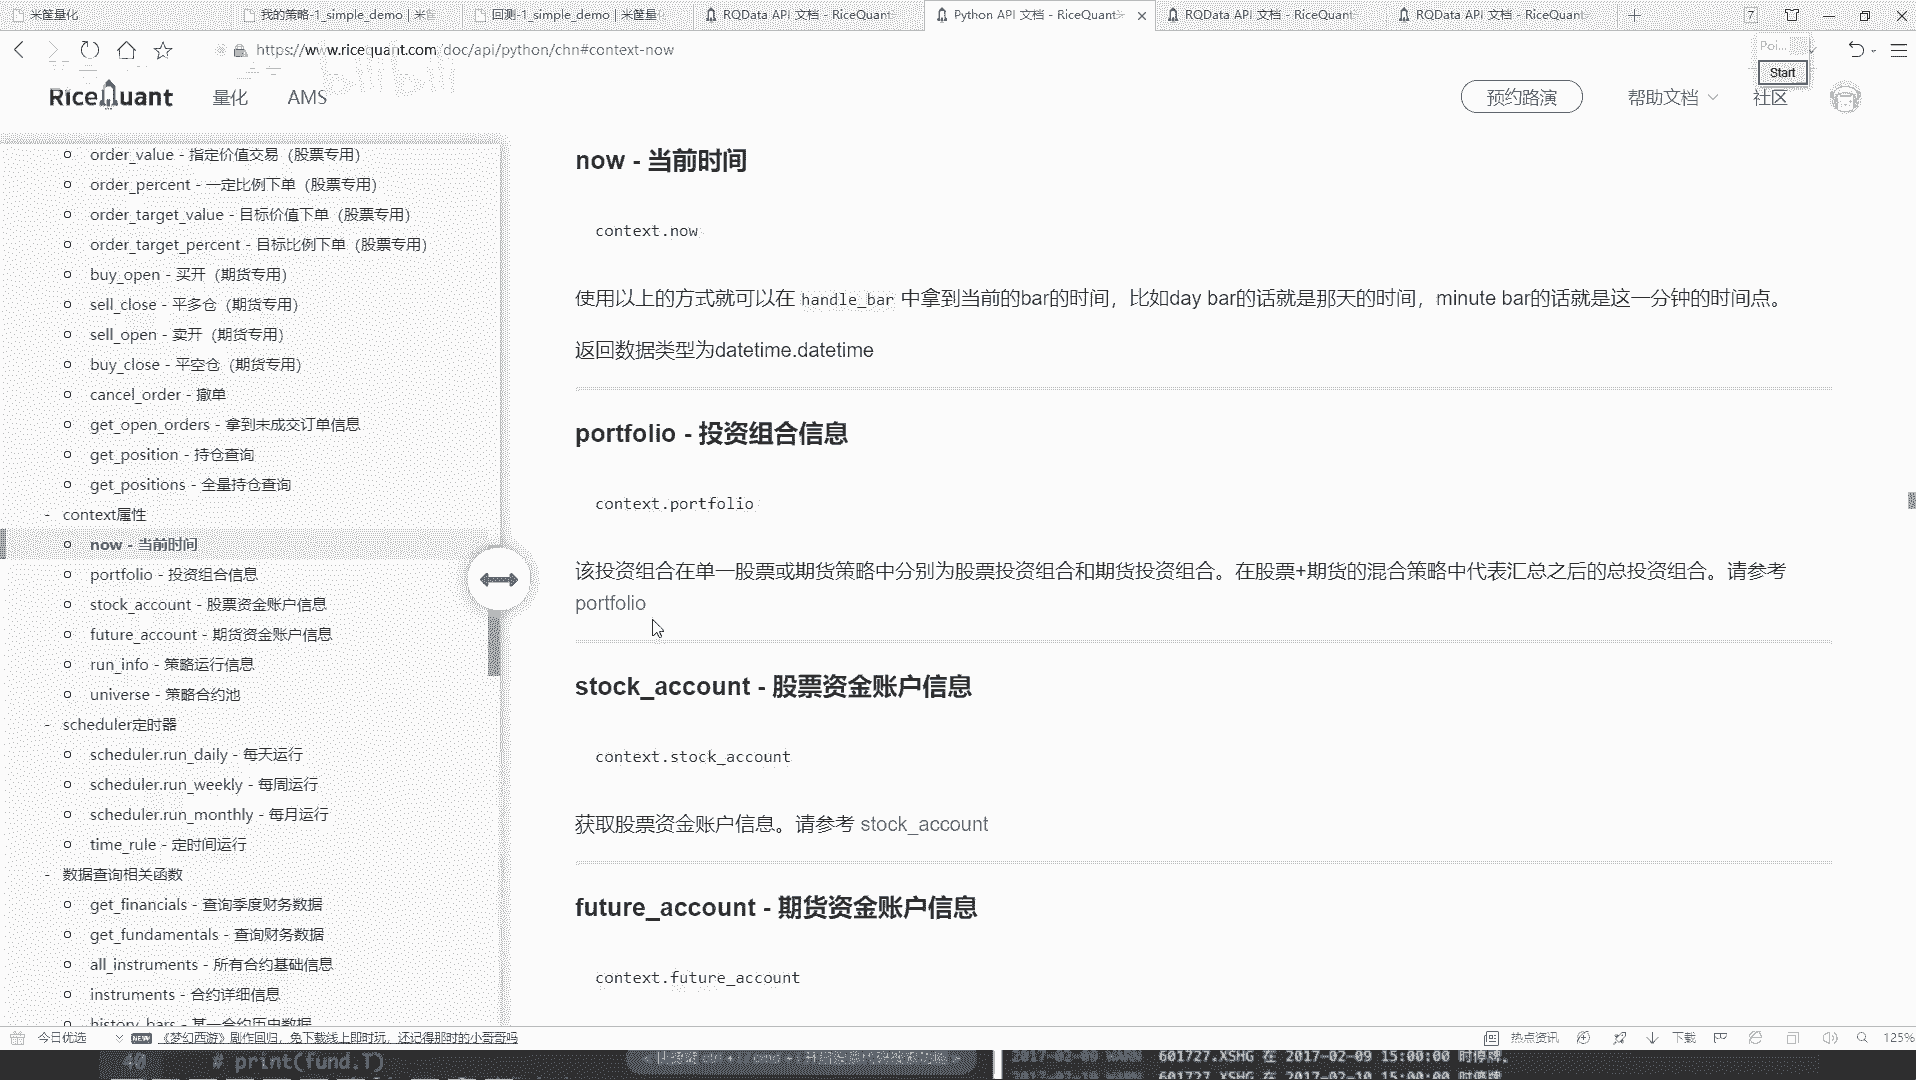 米筐量化
我的策略-1_simple_demo | 米筐
回测-1_simple_demo | 米筐量
RQData API 文档 - RiceQuant
Python API 文档 - RiceQuant
RQData API 文档 - RiceQuant
RQData API 文档 - RiceQuant
7
https://www.ricequant.com/doc/api/python/chn#context-now
Poi...
Start
bilibili
RiceQuant
量化
AMS
预约路演
帮助文档
社区
order_value - 指定价值交易（股票专用）
order_percent - 一定比例下单（股票专用）
order_target_value - 目标价值下单（股票专用）
order_target_percent - 目标比例下单（股票专用）
buy_open - 买开（期货专用）
sell_close - 平多仓（期货专用）
sell_open - 卖开（期货专用）
buy_close - 平空仓（期货专用）
cancel_order - 撤单
get_open_orders - 拿到未成交订单信息
get_position - 持仓查询
get_positions - 全量持仓查询
- context属性
now - 当前时间
portfolio - 投资组合信息
stock_account - 股票资金账户信息
future_account - 期货资金账户信息
run_info - 策略运行信息
universe - 策略合约池
- scheduler定时器
scheduler.run_daily - 每天运行
scheduler.run_weekly - 每周运行
scheduler.run_monthly - 每月运行
time_rule - 定时间运行
- 数据查询相关函数
get_financials - 查询季度财务数据
get_fundamentals - 查询财务数据
all_instruments - 所有合约基础信息
instruments - 合约详细信息
history_bars - 某一合约历史数据
now - 当前时间
context.now
使用以上的方式就可以在 handle_bar 中拿到当前的bar的时间，比如day bar的话就是那天的时间，minute bar的话就是这一分钟的时间点。
返回数据类型为datetime.datetime
portfolio - 投资组合信息
context.portfolio
该投资组合在单一股票或期货策略中分别为股票投资组合和期货投资组合。在股票+期货的混合策略中代表汇总之后的总投资组合。请参考
portfolio
stock_account - 股票资金账户信息
context.stock_account
获取股票资金账户信息。请参考 stock_account
future_account - 期货资金账户信息
context.future_account
今日优选
NEW
《梦幻西游》剧作回归，免下载线上即时玩，还记得那时的小哥哥吗
热点资讯
下载
125%
40 # print(fund.T)
2017-02-09 WARN 601727.XSHG 在 2017-02-09 15:00:00 时停牌。
2017-02-10 WARN 601727.XSHG 在 2017-02-10 15:00:00 时停牌。